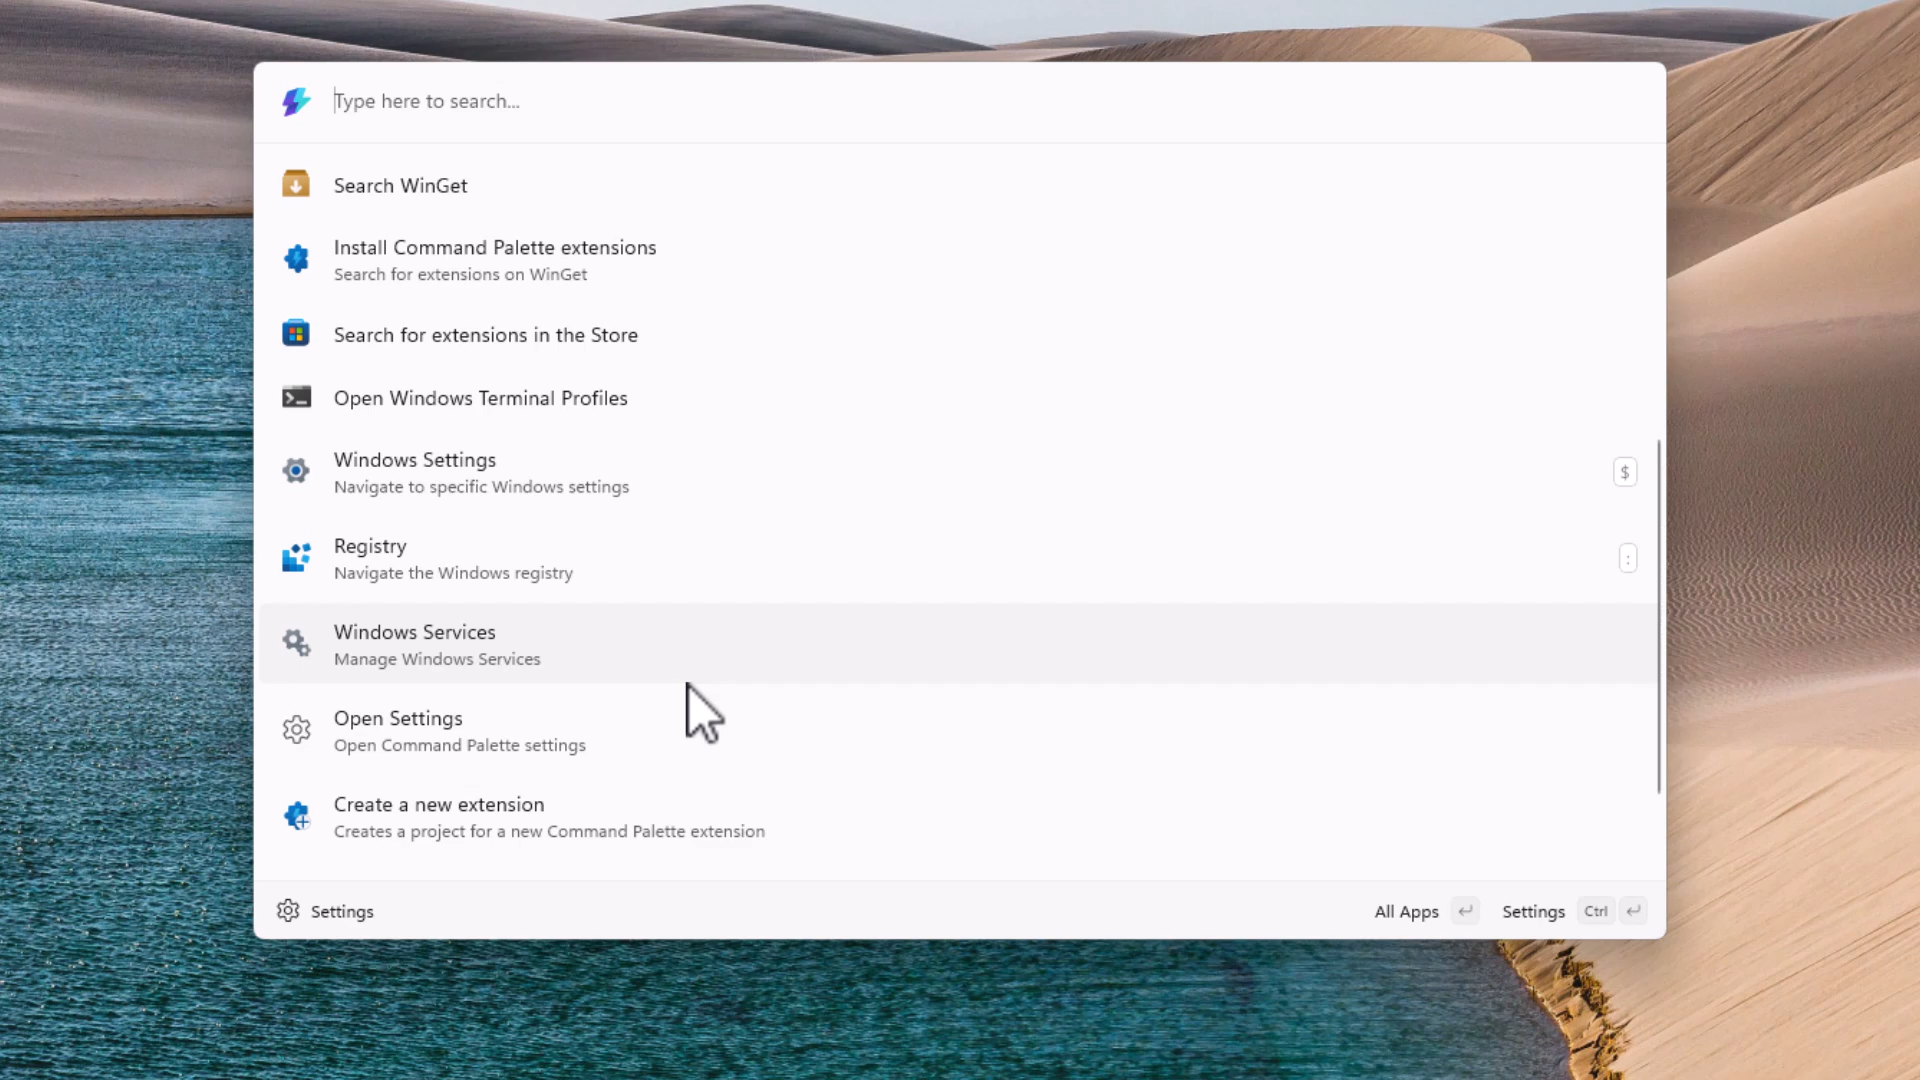 Type here to search...
Search WinGet
Install Command Palette extensions
Search for extensions on WinGet
Search for extensions in the Store
Open Windows Terminal Profiles
Windows Settings
Navigate to specific Windows settings
$
Registry
Navigate the Windows registry
:
Windows Services
Manage Windows Services
Open Settings
Open Command Palette settings
Create a new extension
Creates a project for a new Command Palette extension
Settings
All Apps
Settings Ctrl